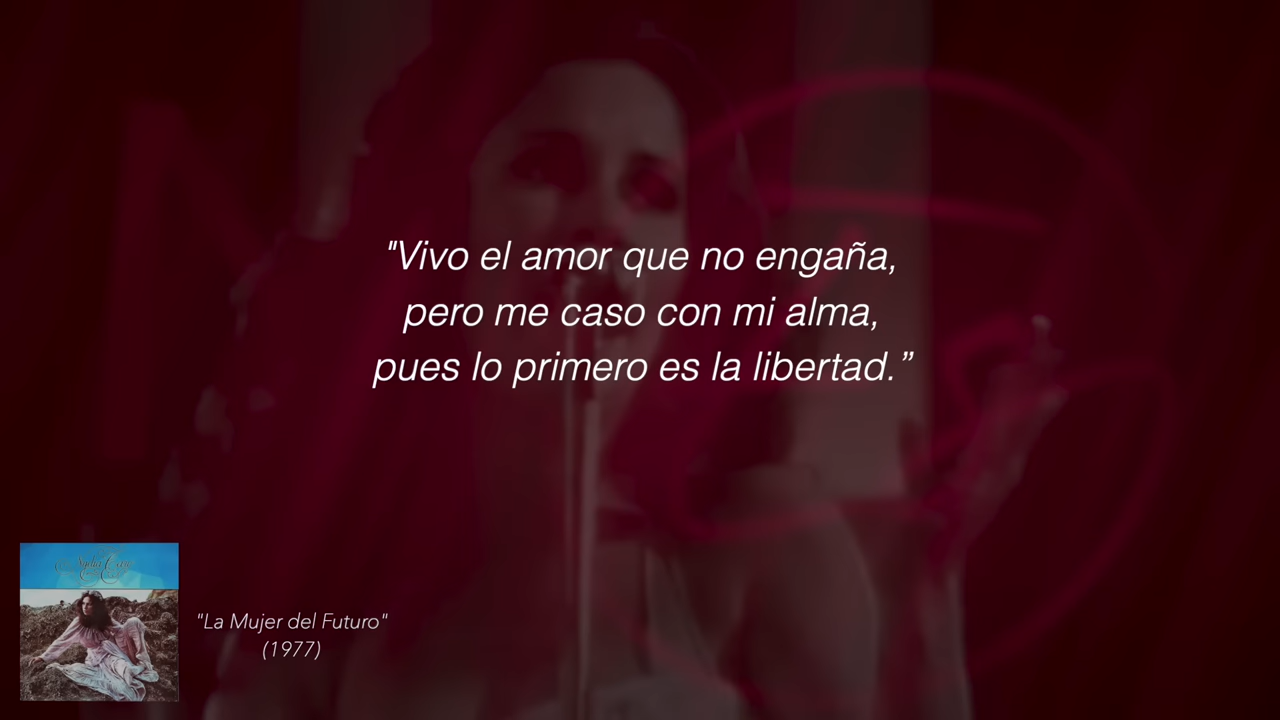 "Vivo el amor que no engaña,
pero me caso con mi alma,
pues lo primero es la libertad.”
"La Mujer del Futuro"
(1977)